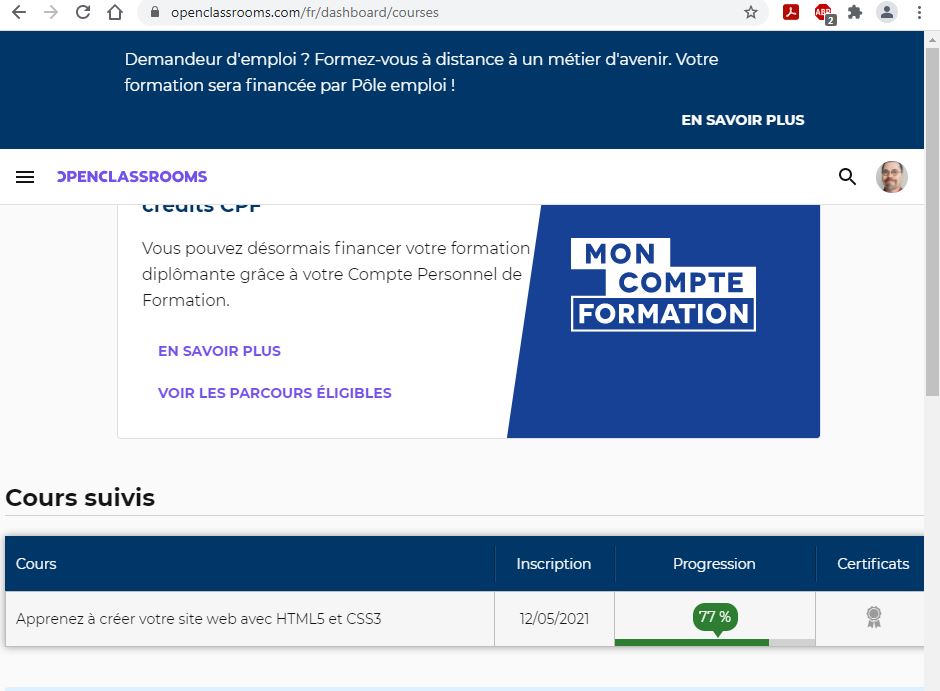 openclassrooms.com/fr/dashboard/courses
ABP
2
Demandeur d'emploi ? Formez-vous à distance à un métier d'avenir. Votre
formation sera financée par Pôle emploi !
EN SAVOIR PLUS
OPENCLASSROOMS
crédits CPF
Vous pouvez désormais financer votre formation
diplômante grâce à votre Compte Personnel de
Formation.
EN SAVOIR PLUS
VOIR LES PARCOURS ÉLIGIBLES
MON
COMPTE
FORMATION
Cours suivis
Cours Inscription Progression Certificats
Apprenez à créer votre site web avec HTML5 et CSS3 12/05/2021 77 %